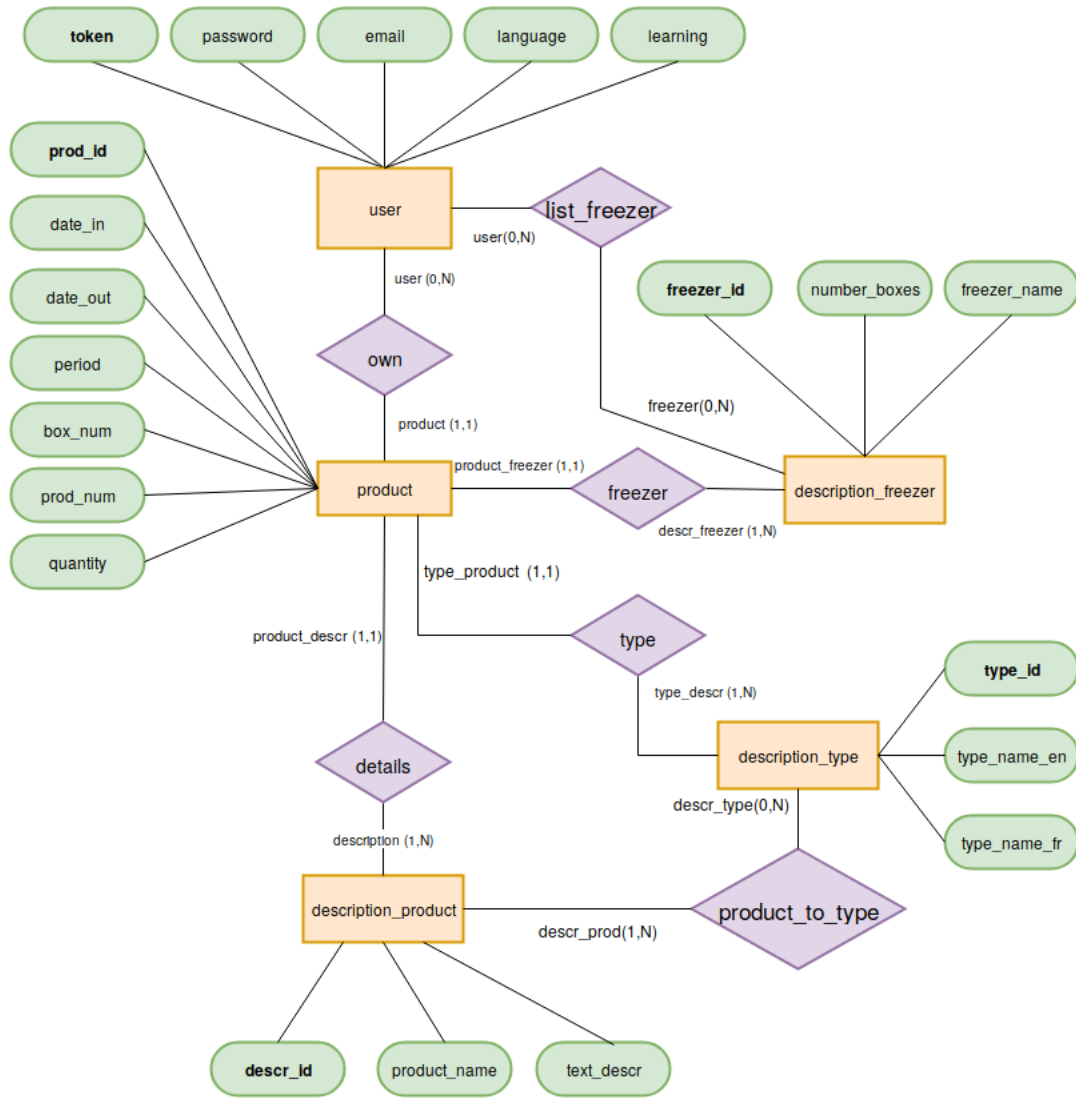 token
password
email
language
learning
prod_id
date_in
date_out
period
box_num
prod_num
quantity
user
list_freezer
user(0,N)
user (0,N)
own
product (1,1)
freezer_id
number_boxes
freezer_name
freezer(0,N)
product
product_freezer (1,1)
freezer
descr_freezer (1,N)
description_freezer
type_product (1,1)
product_descr (1,1)
type
type_descr (1,N)
type_id
type_name_en
type_name_fr
description_type
descr_type(0,N)
details
description (1,N)
description_product
descr_prod(1,N)
product_to_type
descr_id
product_name
text_descr